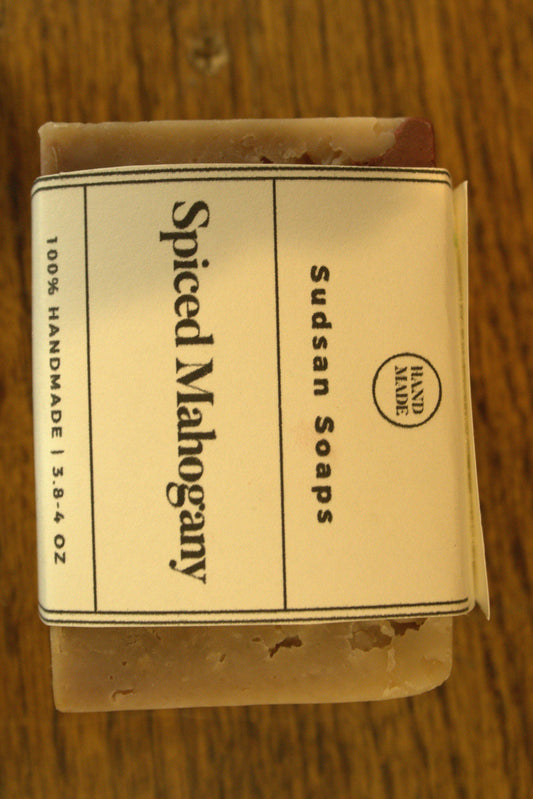 HAND
MADE
Sudsan Soaps
Spiced Mahogany
100% HANDMADE | 3.8-4 OZ